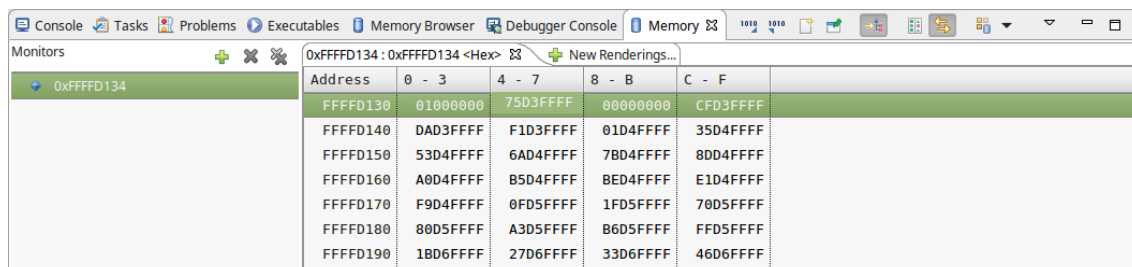 Console Tasks Problems Executables Memory Browser Debugger Console Memory
Monitors
0xFFFFD134
0xFFFFD134 : 0xFFFFD134 <Hex> New Renderings...
Address 0 - 3 4 - 7 8 - B C - F
FFFFD130 01000000 75D3FFFF 00000000 CFD3FFFF
FFFFD140 DAD3FFFF F1D3FFFF 01D4FFFF 35D4FFFF
FFFFD150 53D4FFFF 6AD4FFFF 7BD4FFFF 8DD4FFFF
FFFFD160 A0D4FFFF B5D4FFFF BED4FFFF E1D4FFFF
FFFFD170 F9D4FFFF 0FD5FFFF 1FD5FFFF 70D5FFFF
FFFFD180 80D5FFFF A3D5FFFF B6D5FFFF FFD5FFFF
FFFFD190 1BD6FFFF 27D6FFFF 33D6FFFF 46D6FFFF